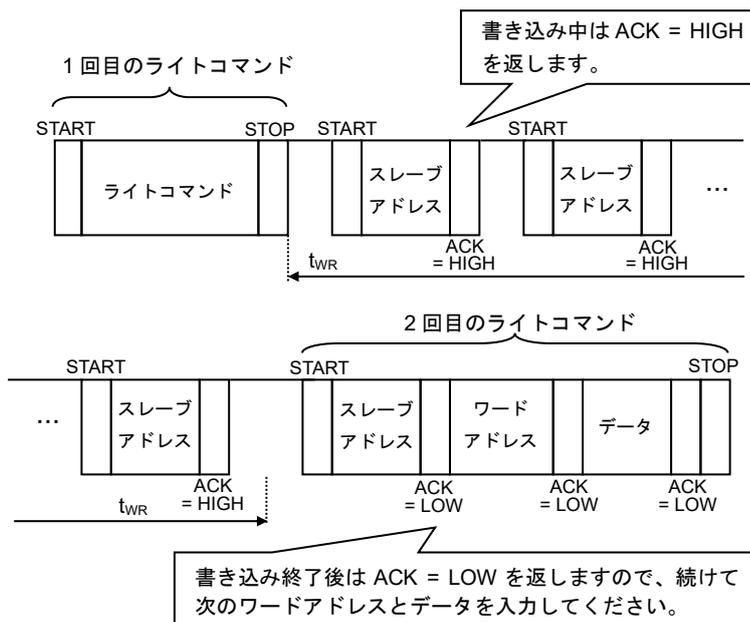 書き込み中は ACK = HIGH
を返します。
1 回目のライトコマンド
START
STOP
START
START
ライトコマンド
スレーブ
アドレス
スレーブ
アドレス
…
ACK
= HIGH
ACK
= HIGH
tWR
2 回目のライトコマンド
START
START
STOP
…
スレーブ
アドレス
スレーブ
アドレス
ワード
アドレス
データ
ACK
= HIGH
ACK
= LOW
ACK
= LOW
ACK
= LOW
tWR
書き込み終了後は ACK = LOW を返しますので、続けて
次のワードアドレスとデータを入力してください。